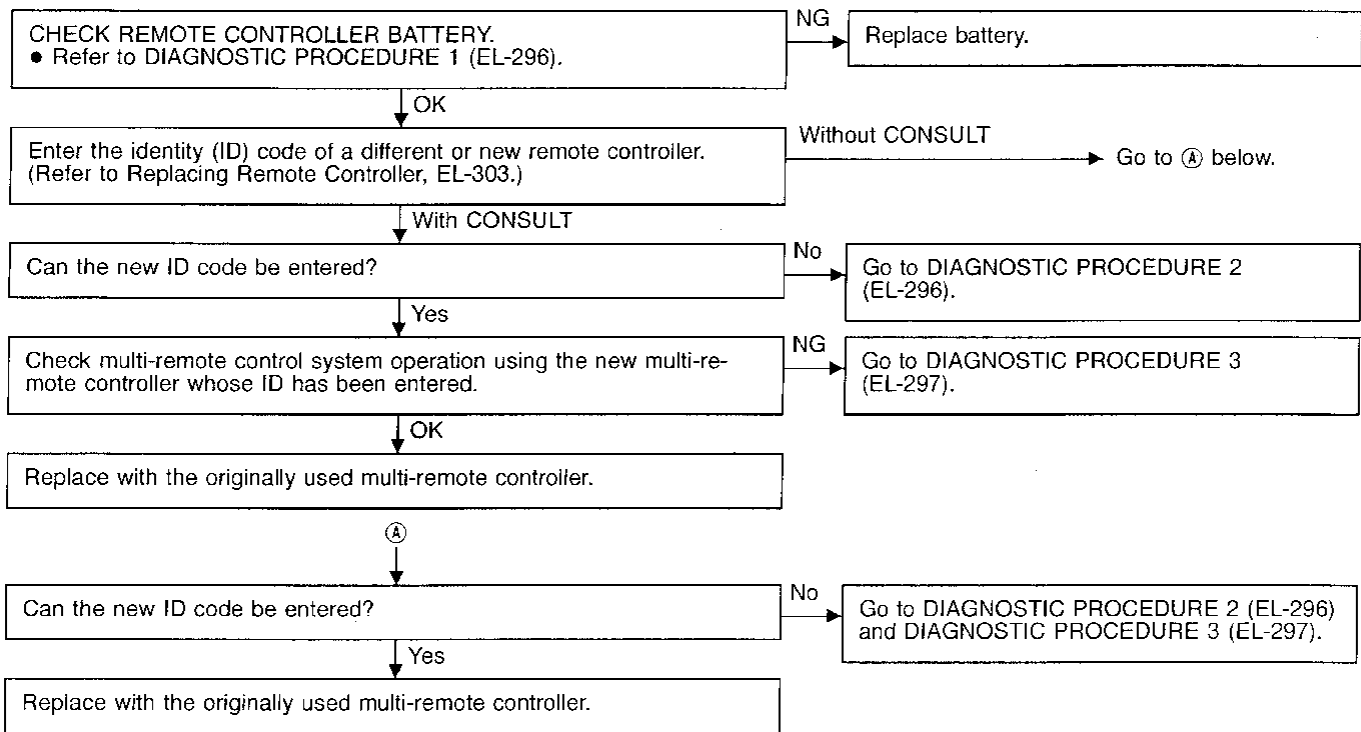 CHECK REMOTE CONTROLLER BATTERY.
● Refer to DIAGNOSTIC PROCEDURE 1 (EL-296).
NG
Replace battery.
OK
Enter the identity (ID) code of a different or new remote controller.
(Refer to Replacing Remote Controller, EL-303.)
Without CONSULT
Go to Ⓐ below.
With CONSULT
Can the new ID code be entered?
No
Go to DIAGNOSTIC PROCEDURE 2
(EL-296).
Yes
Check multi-remote control system operation using the new multi-re-
mote controller whose ID has been entered.
NG
Go to DIAGNOSTIC PROCEDURE 3
(EL-297).
OK
Replace with the originally used multi-remote controller.
Ⓐ
Can the new ID code be entered?
No
Go to DIAGNOSTIC PROCEDURE 2 (EL-296)
and DIAGNOSTIC PROCEDURE 3 (EL-297).
Yes
Replace with the originally used multi-remote controller.